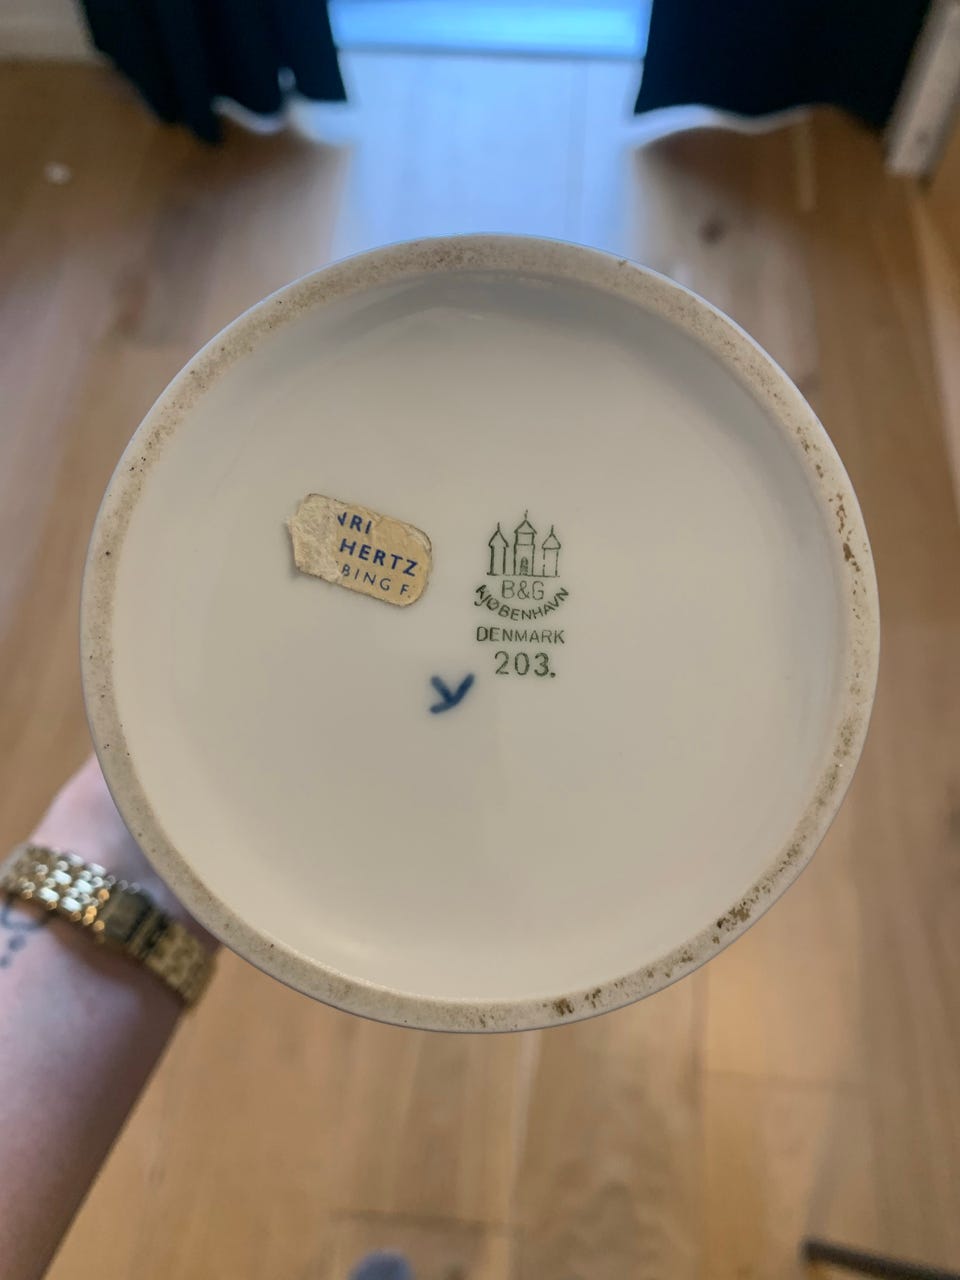 NRI
HERTZ
BING F.
B&G
KJØBENHAVN
DENMARK
203.
y